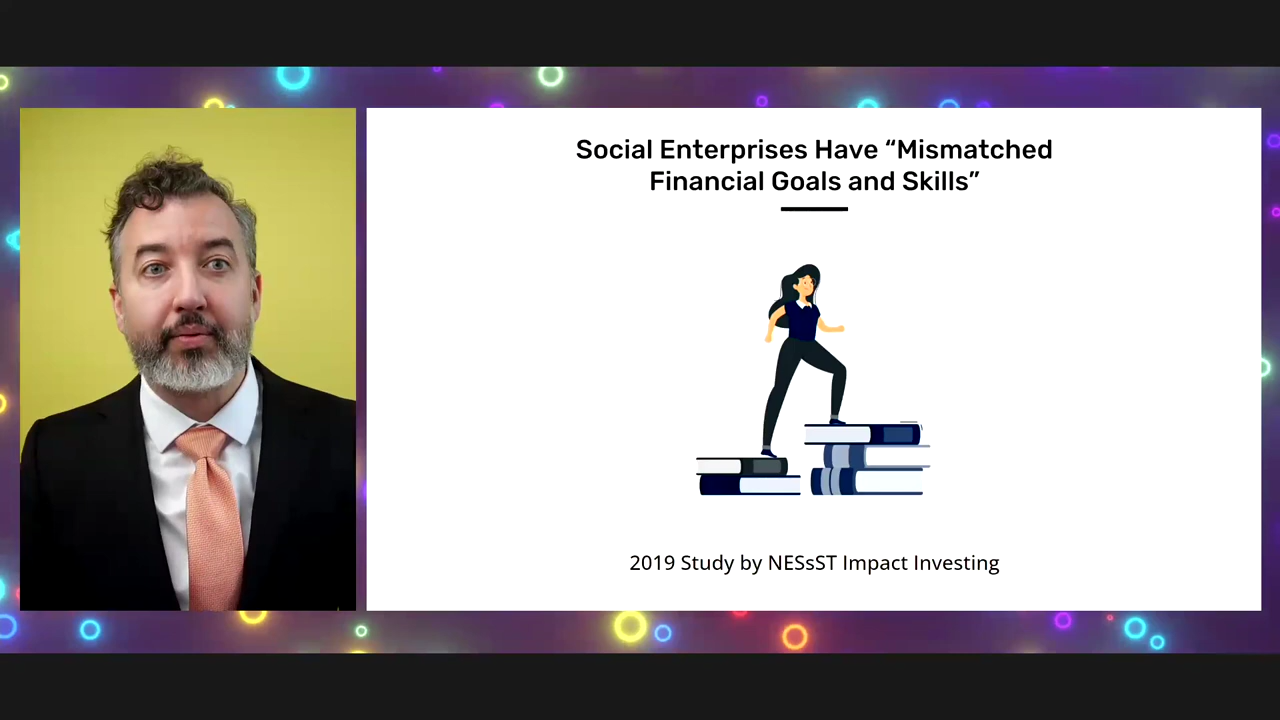 Social Enterprises Have “Mismatched
Financial Goals and Skills”
2019 Study by NESsST Impact Investing